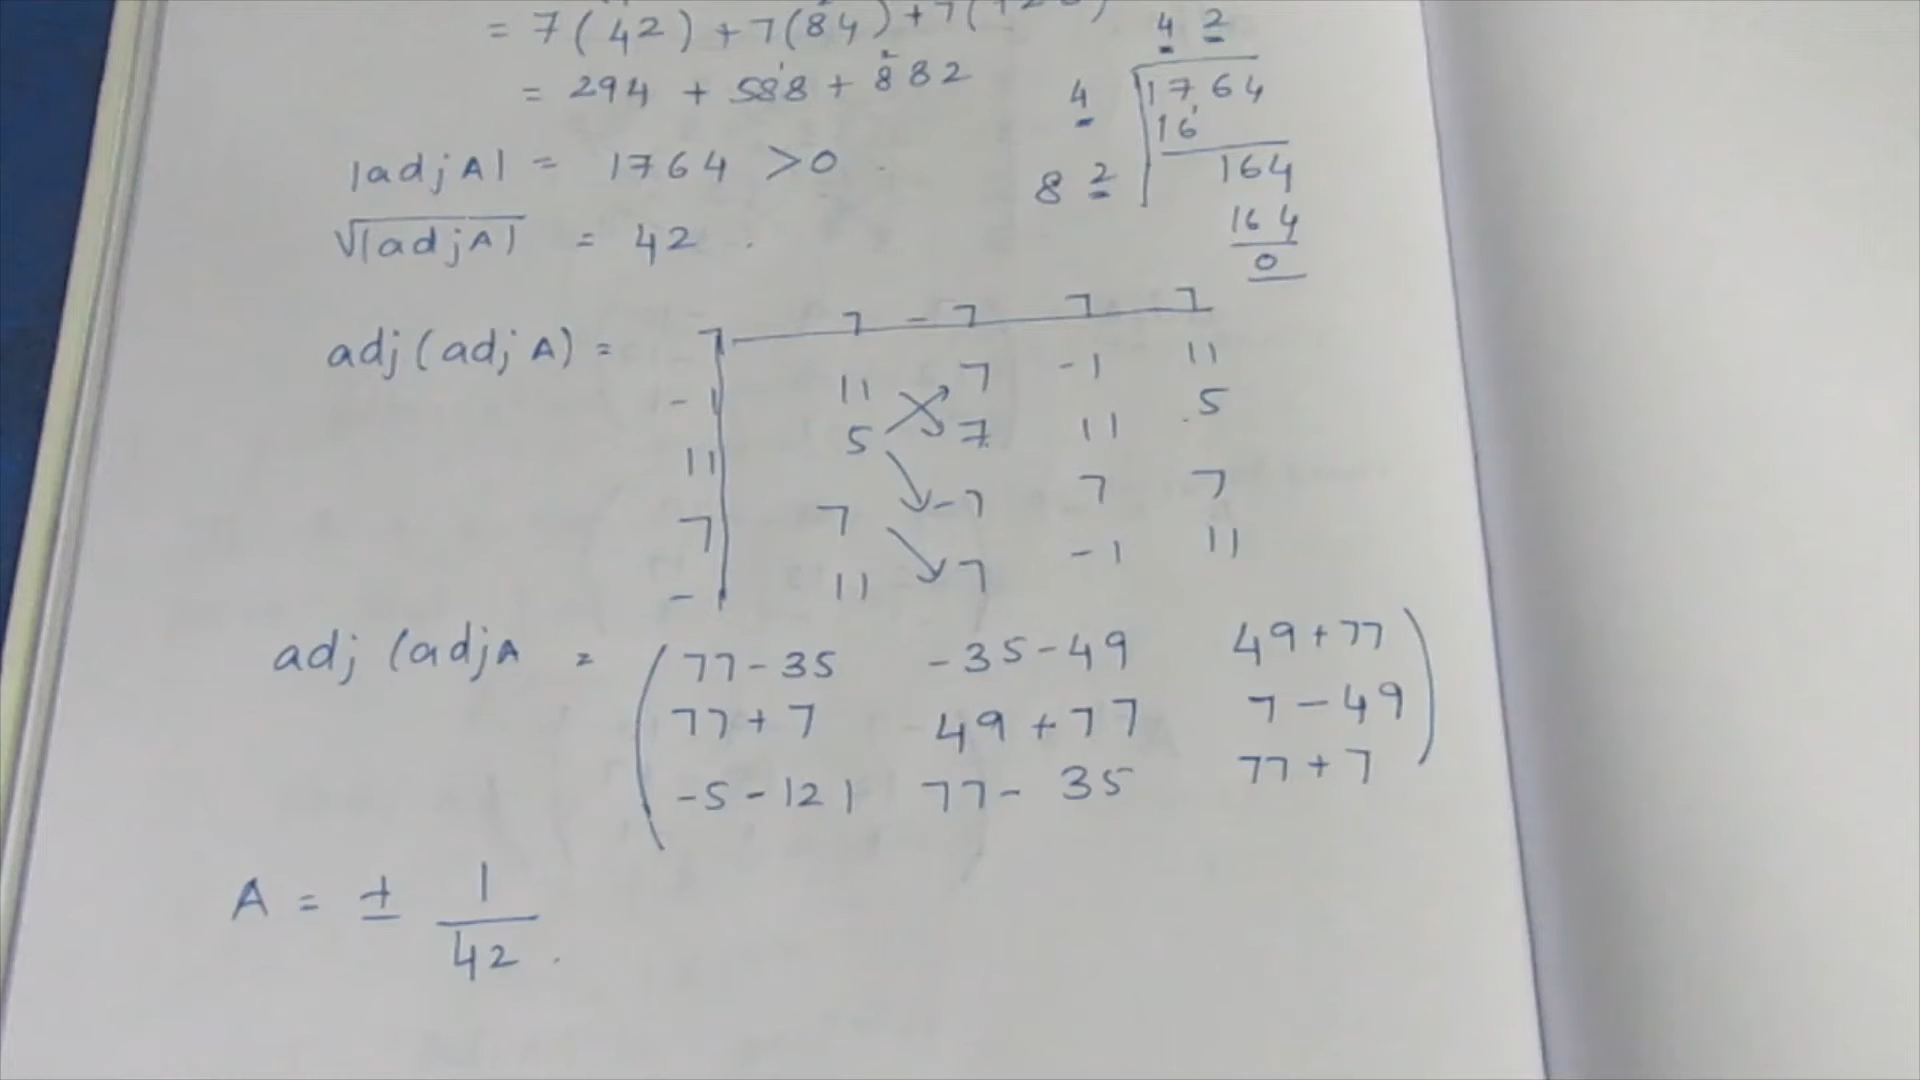 = 7(42) + 7(84) + 7(
= 294 + 588 + 882
|adj A| = 1764 > 0.
√|adj A| = 42.
4 2
4 1764
16
8 2 164
164
0
adj (adj A) = 7 7 -7 7 7
-1 11 7 -1 11
11 5 7 11 5
7 7 -7 7 7
- 11 7 -1 11
adj (adj A = ( 77-35 -35-49 49+77 )
77+7 49+77 7-49
-5-121 77-35 77+7
A = ± 1
42.